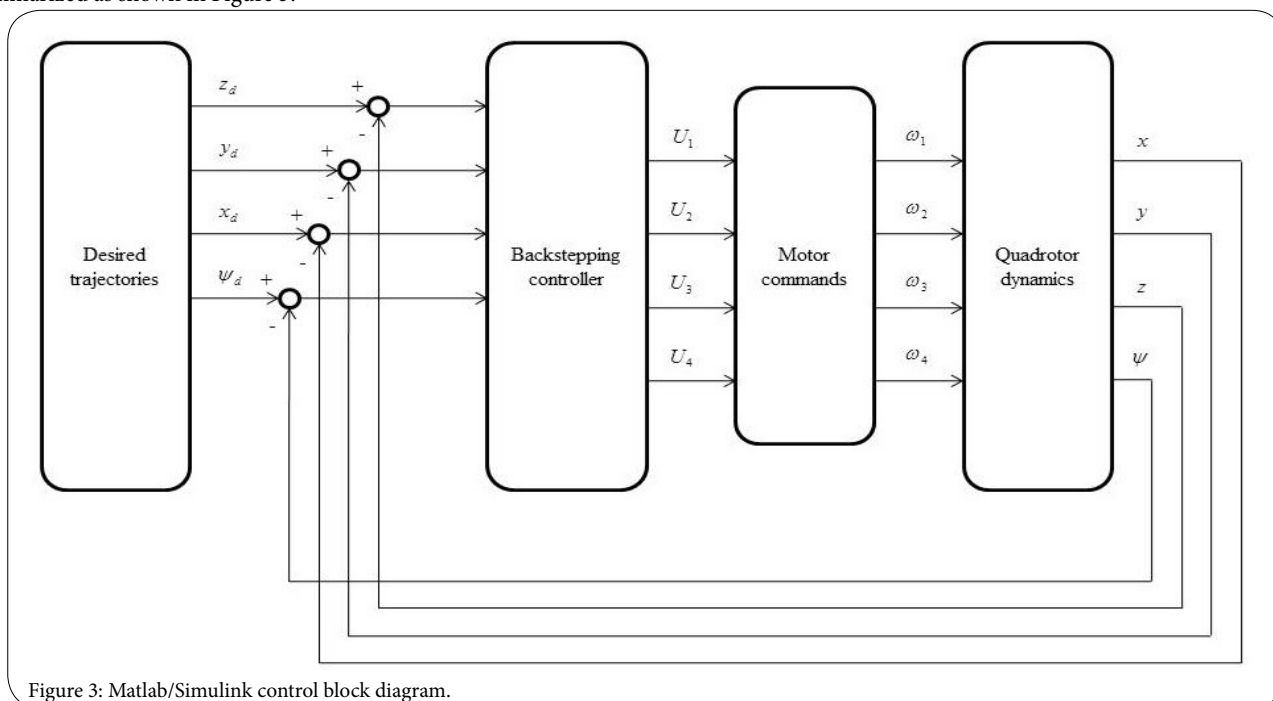 z_d
+
-
y_d
+
-
x_d
+
-
ψ_d
+
-
Desired
trajectories
Backstepping
controller
U_1
U_2
U_3
U_4
Motor
commands
ω_1
ω_2
ω_3
ω_4
Quadrotor
dynamics
x
y
z
ψ
Figure 3: Matlab/Simulink control block diagram.